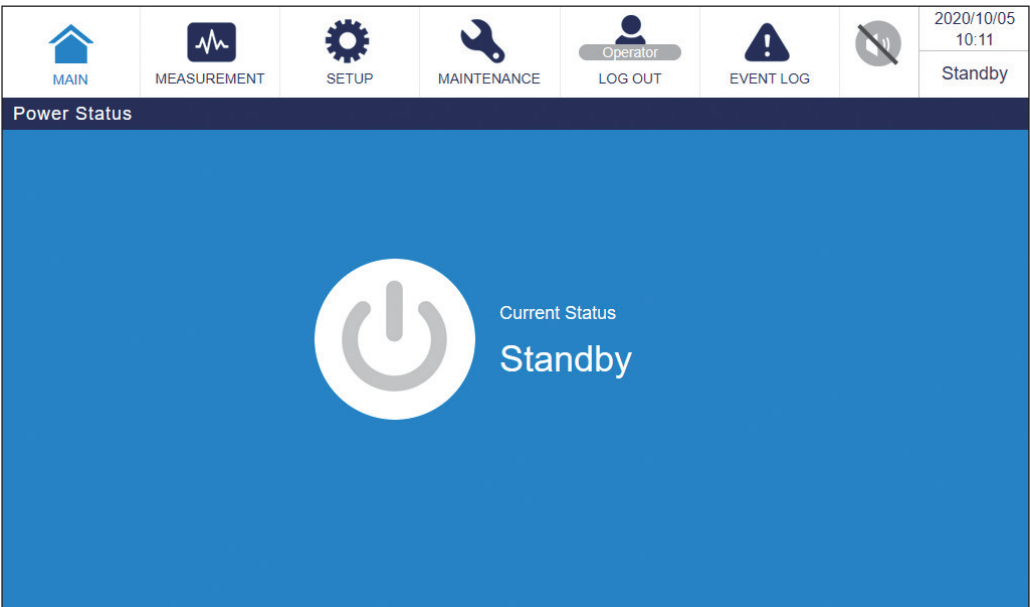 MAIN
MEASUREMENT
SETUP
MAINTENANCE
Operator
LOG OUT
EVENT LOG
2020/10/05
10:11
Standby
Power Status
Current Status
Standby